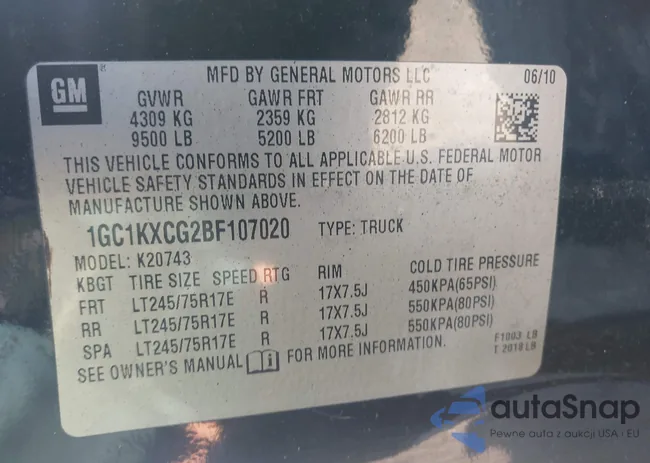 GM
MFD BY GENERAL MOTORS LLC 06/10
GVWR GAWR FRT GAWR RR
4309 KG 2359 KG 2812 KG
9500 LB 5200 LB 6200 LB
THIS VEHICLE CONFORMS TO ALL APPLICABLE U.S. FEDERAL MOTOR
VEHICLE SAFETY STANDARDS IN EFFECT ON THE DATE OF
MANUFACTURE SHOWN ABOVE.
1GC1KXCG2BF107020 TYPE: TRUCK
MODEL: K20743
KBGT TIRE SIZE SPEED RTG RIM COLD TIRE PRESSURE
FRT LT245/75R17E R 17X7.5J 450KPA(65PSI)
RR LT245/75R17E R 17X7.5J 550KPA(80PSI)
SPA LT245/75R17E R 17X7.5J 550KPA(80PSI)
SEE OWNER'S MANUAL FOR MORE INFORMATION.
F1003 LB
T 2018 LB
autaSnap
Pewne auta z aukcji USA i EU